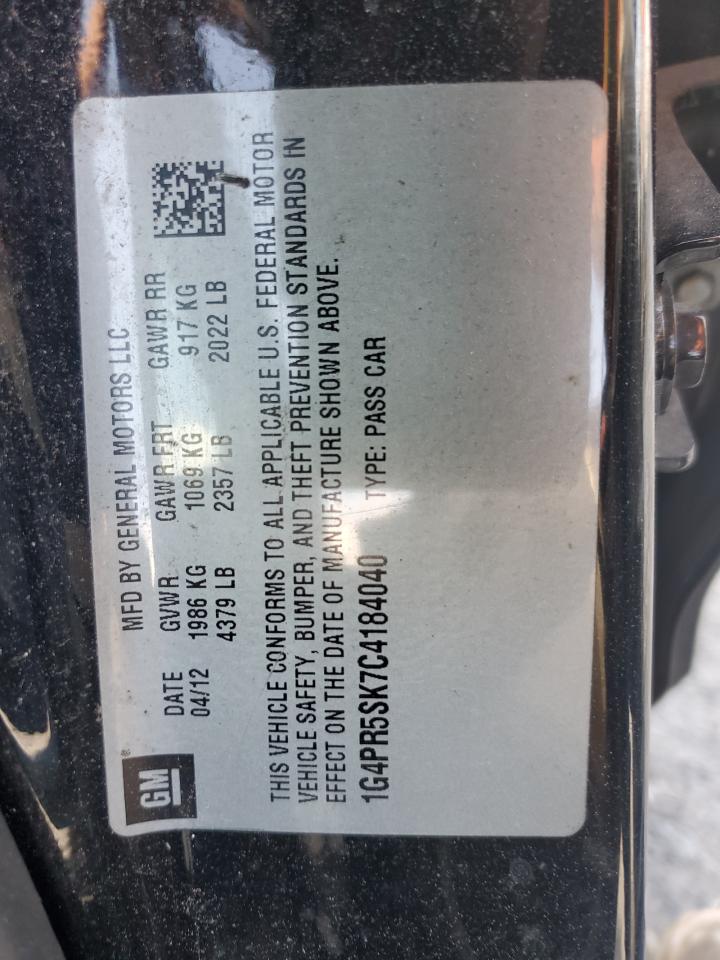 GM
MFD BY GENERAL MOTORS LLC
DATE GVWR GAWR FRT GAWR RR
04/12 1986 KG 1069 KG 917 KG
4379 LB 2357 LB 2022 LB
THIS VEHICLE CONFORMS TO ALL APPLICABLE U.S. FEDERAL MOTOR
VEHICLE SAFETY, BUMPER, AND THEFT PREVENTION STANDARDS IN
EFFECT ON THE DATE OF MANUFACTURE SHOWN ABOVE.
1G4PR5SK7C4184040 TYPE: PASS CAR